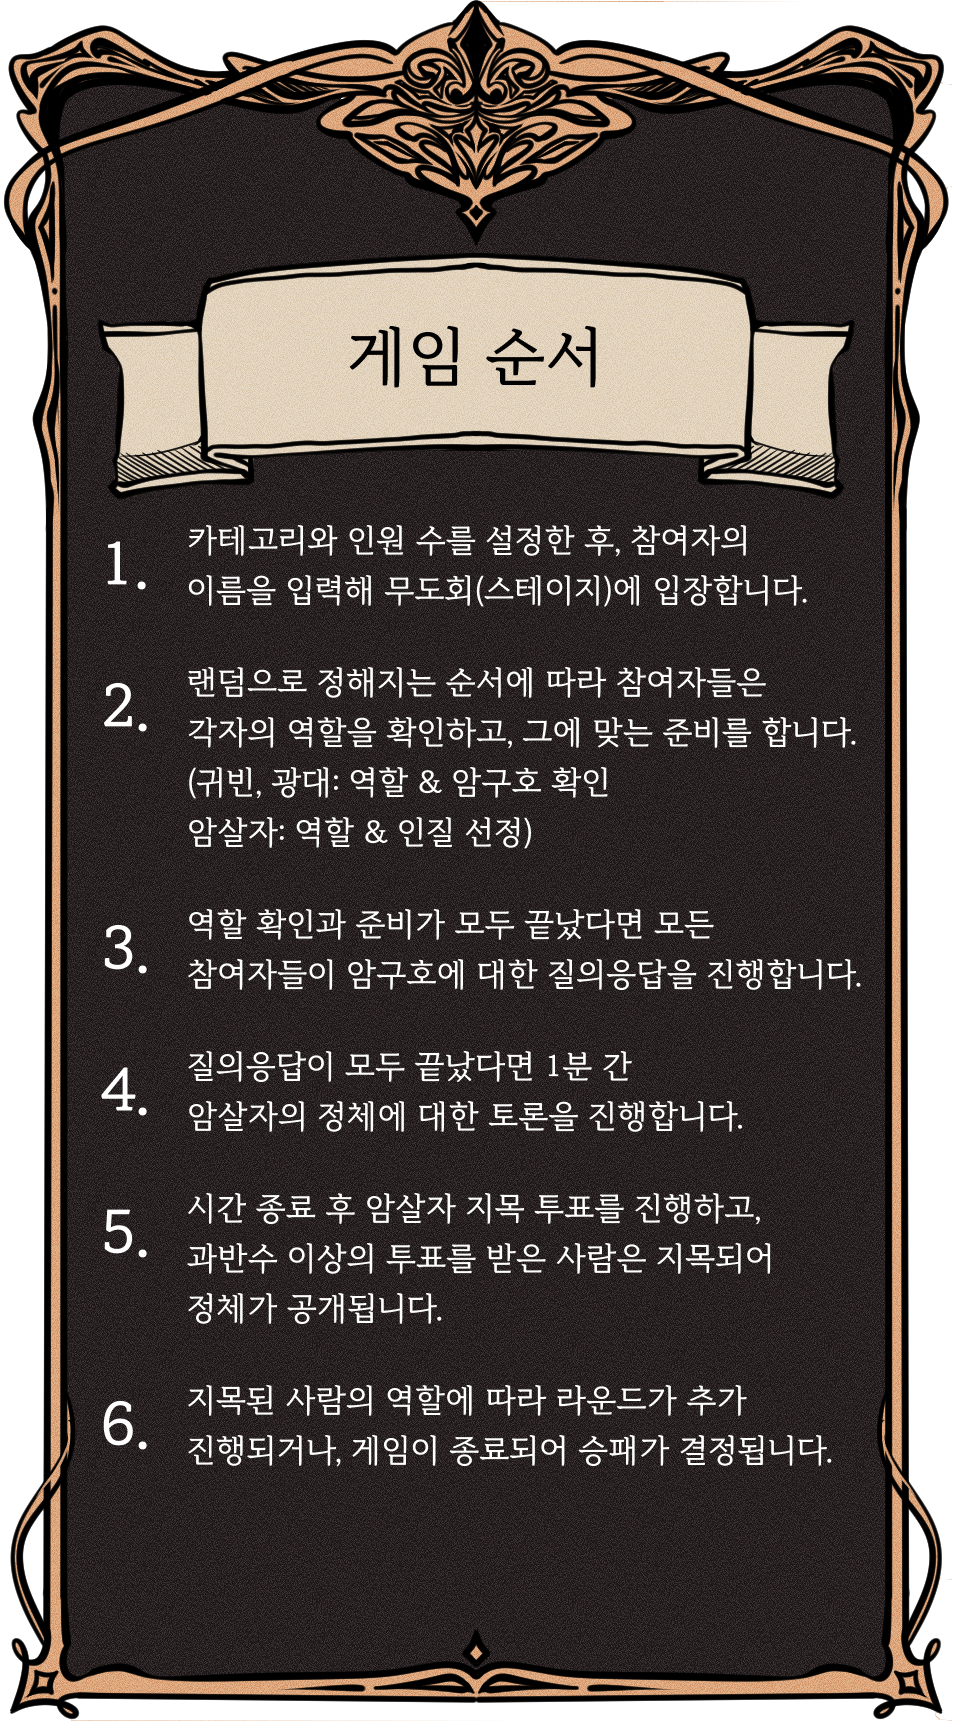 게임 순서
1. 카테고리와 인원 수를 설정한 후, 참여자의
이름을 입력해 무도회(스테이지)에 입장합니다.
2. 랜덤으로 정해지는 순서에 따라 참여자들은
각자의 역할을 확인하고, 그에 맞는 준비를 합니다.
(귀빈, 광대: 역할 & 암구호 확인
암살자: 역할 & 인질 선정)
3. 역할 확인과 준비가 모두 끝났다면 모든
참여자들이 암구호에 대한 질의응답을 진행합니다.
4. 질의응답이 모두 끝났다면 1분 간
암살자의 정체에 대한 토론을 진행합니다.
5. 시간 종료 후 암살자 지목 투표를 진행하고,
과반수 이상의 투표를 받은 사람은 지목되어
정체가 공개됩니다.
6. 지목된 사람의 역할에 따라 라운드가 추가
진행되거나, 게임이 종료되어 승패가 결정됩니다.